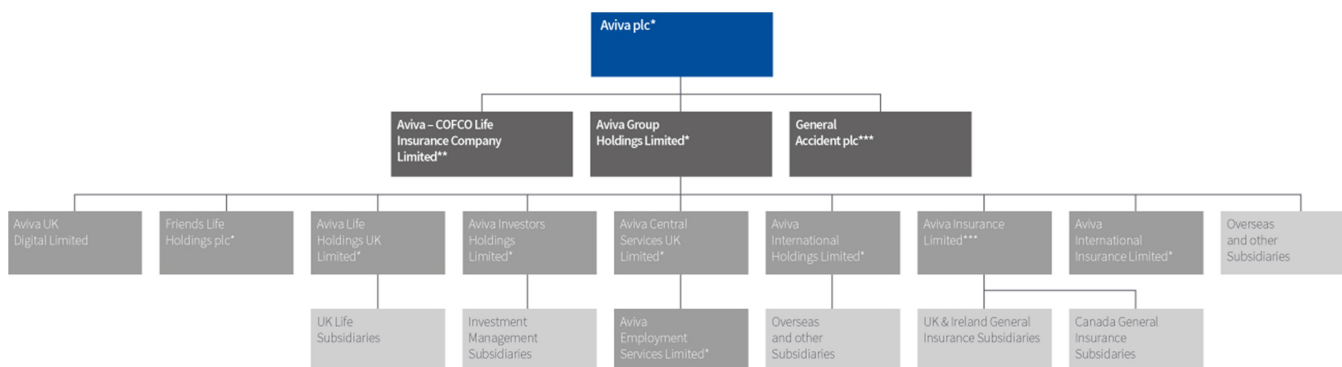 Aviva plc*
Aviva – COFCO Life
Insurance Company
Limited**
Aviva Group
Holdings Limited*
General
Accident plc***
Aviva UK
Digital Limited
Friends Life
Holdings plc*
Aviva Life
Holdings UK
Limited*
Aviva Investors
Holdings
Limited*
Aviva Central
Services UK
Limited*
Aviva
International
Holdings Limited*
Aviva Insurance
Limited***
Aviva
International
Insurance Limited*
Overseas
and other
Subsidiaries
UK Life
Subsidiaries
Investment
Management
Subsidiaries
Aviva
Employment
Services Limited*
Overseas
and other
Subsidiaries
UK & Ireland General
Insurance Subsidiaries
Canada General
Insurance
Subsidaries